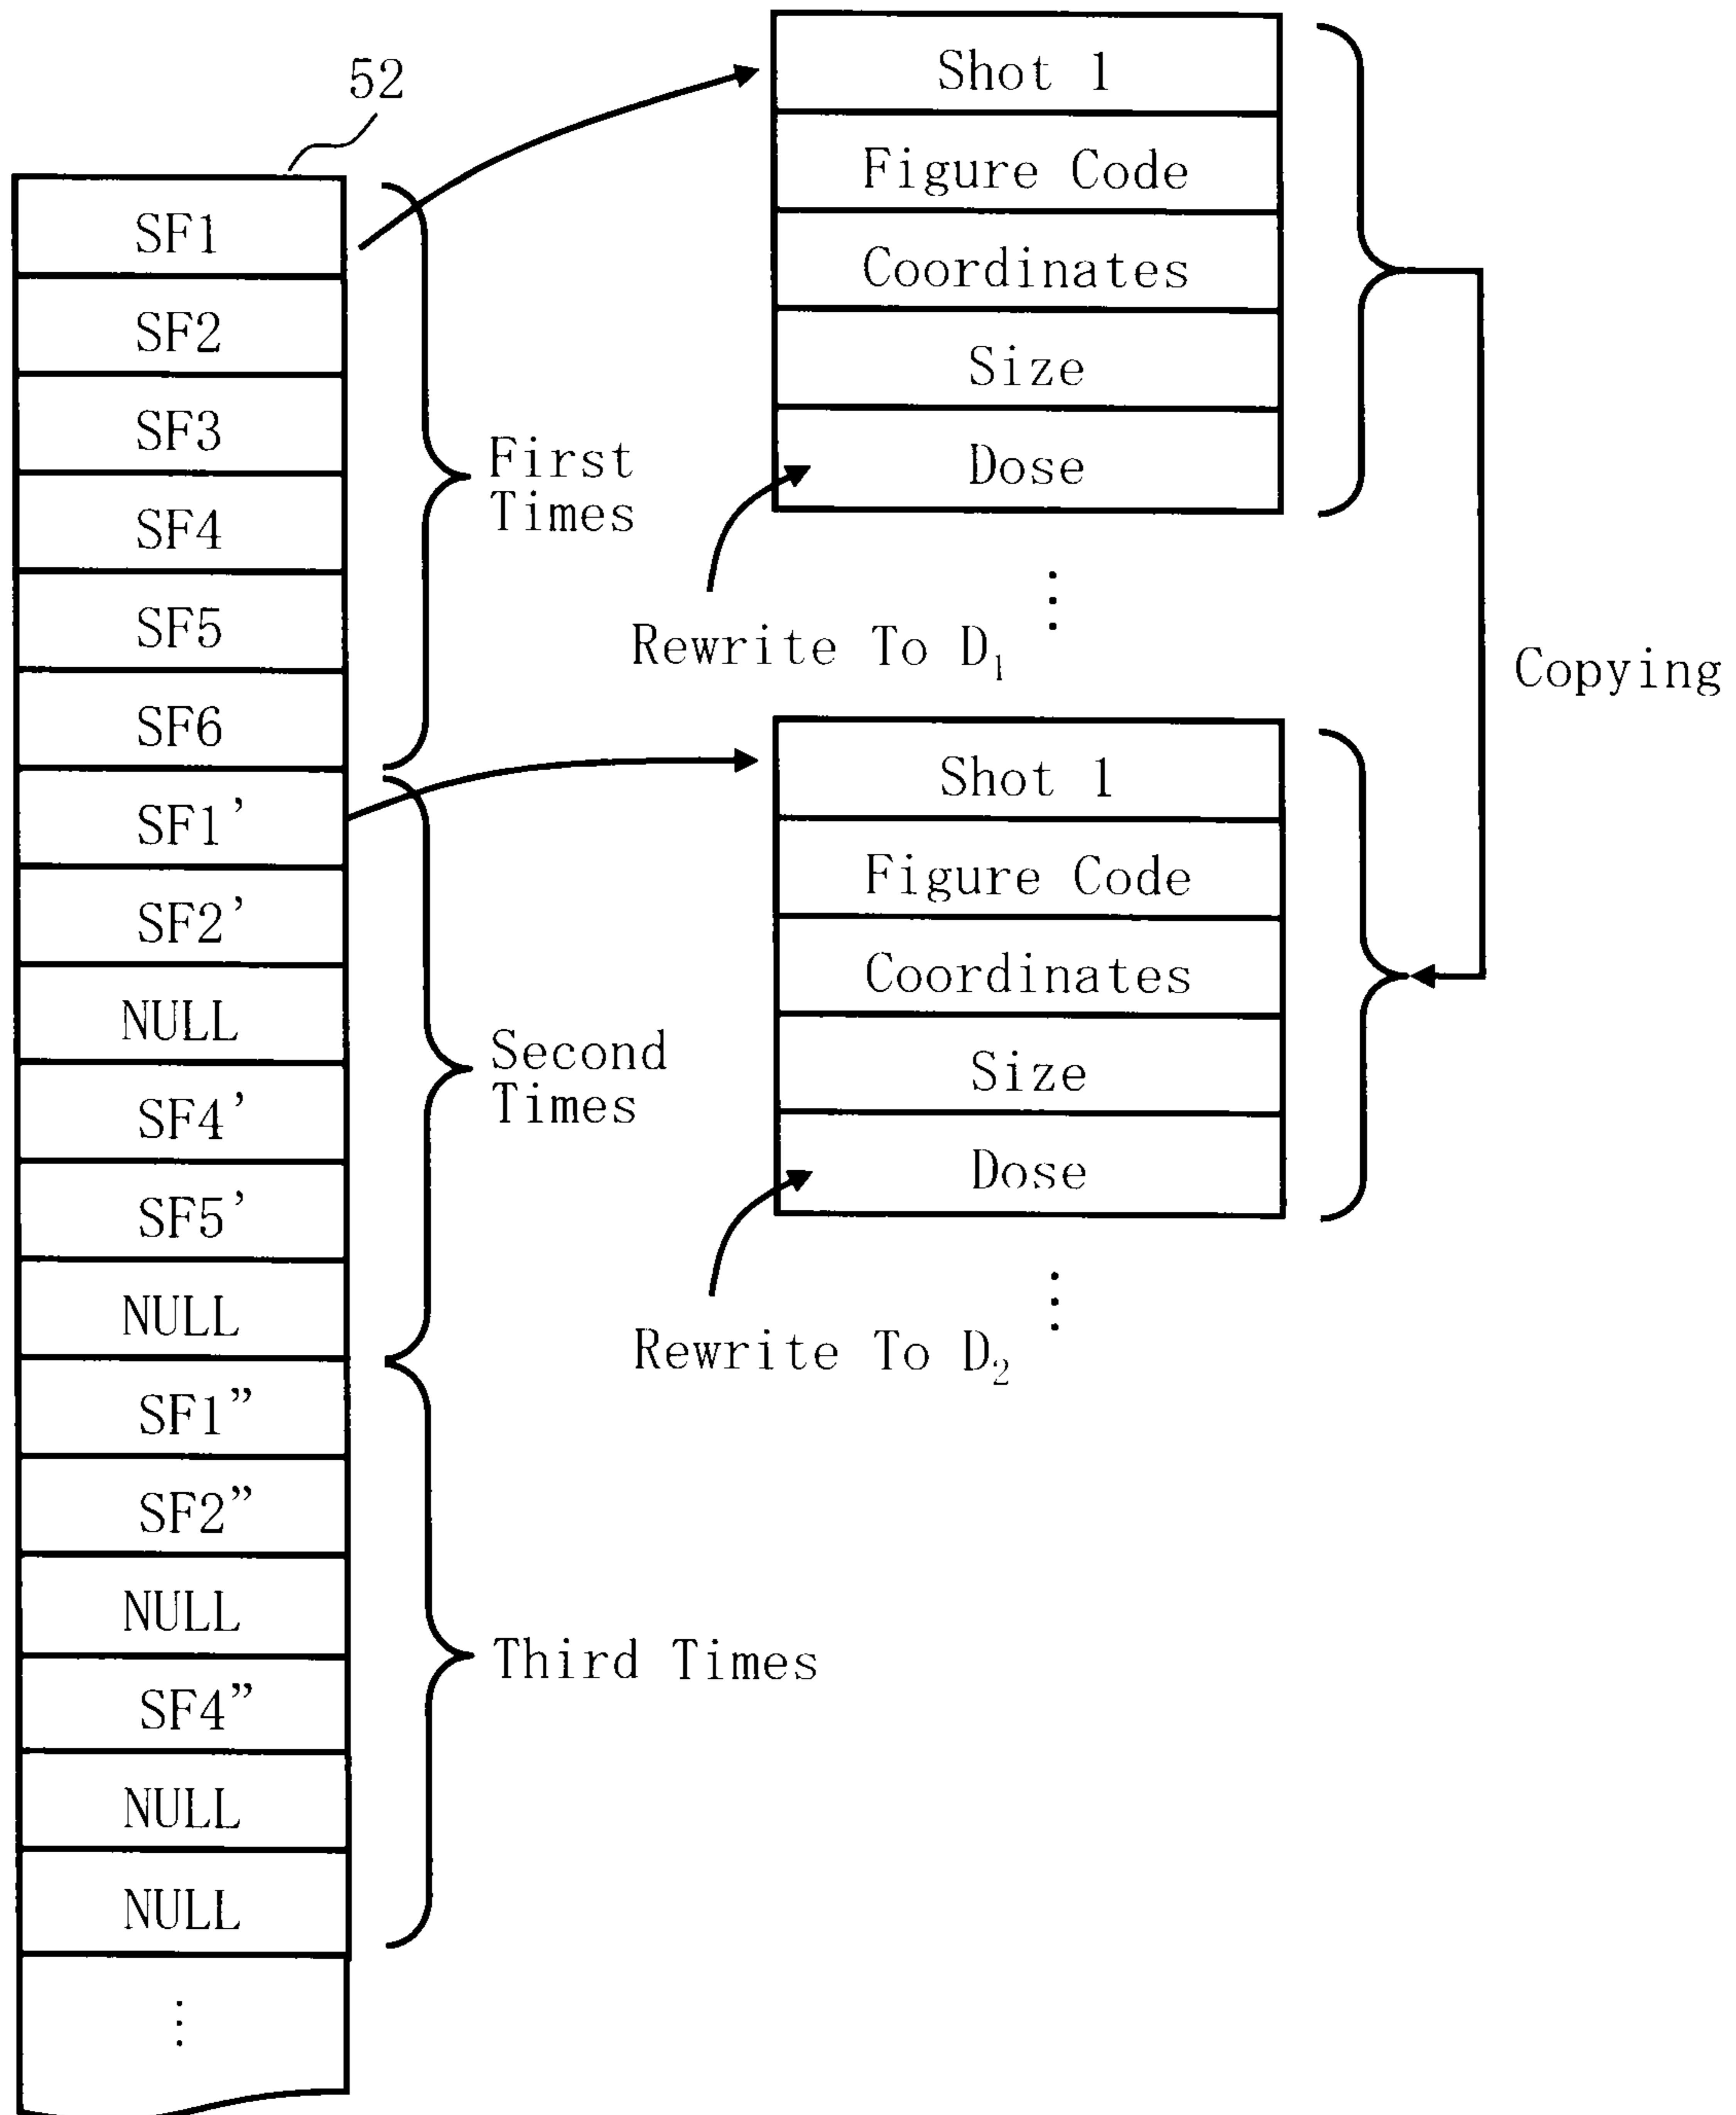 52
SF1
SF2
SF3
SF4
SF5
SF6
SF1'
SF2'
NULL
SF4'
SF5'
NULL
SF1”
SF2”
NULL
SF4”
NULL
NULL
First
Times
Second
Times
Third Times
Shot 1
Figure Code
Coordinates
Size
Dose
Rewrite To D₁
Shot 1
Figure Code
Coordinates
Size
Dose
Rewrite To D₂
Copying